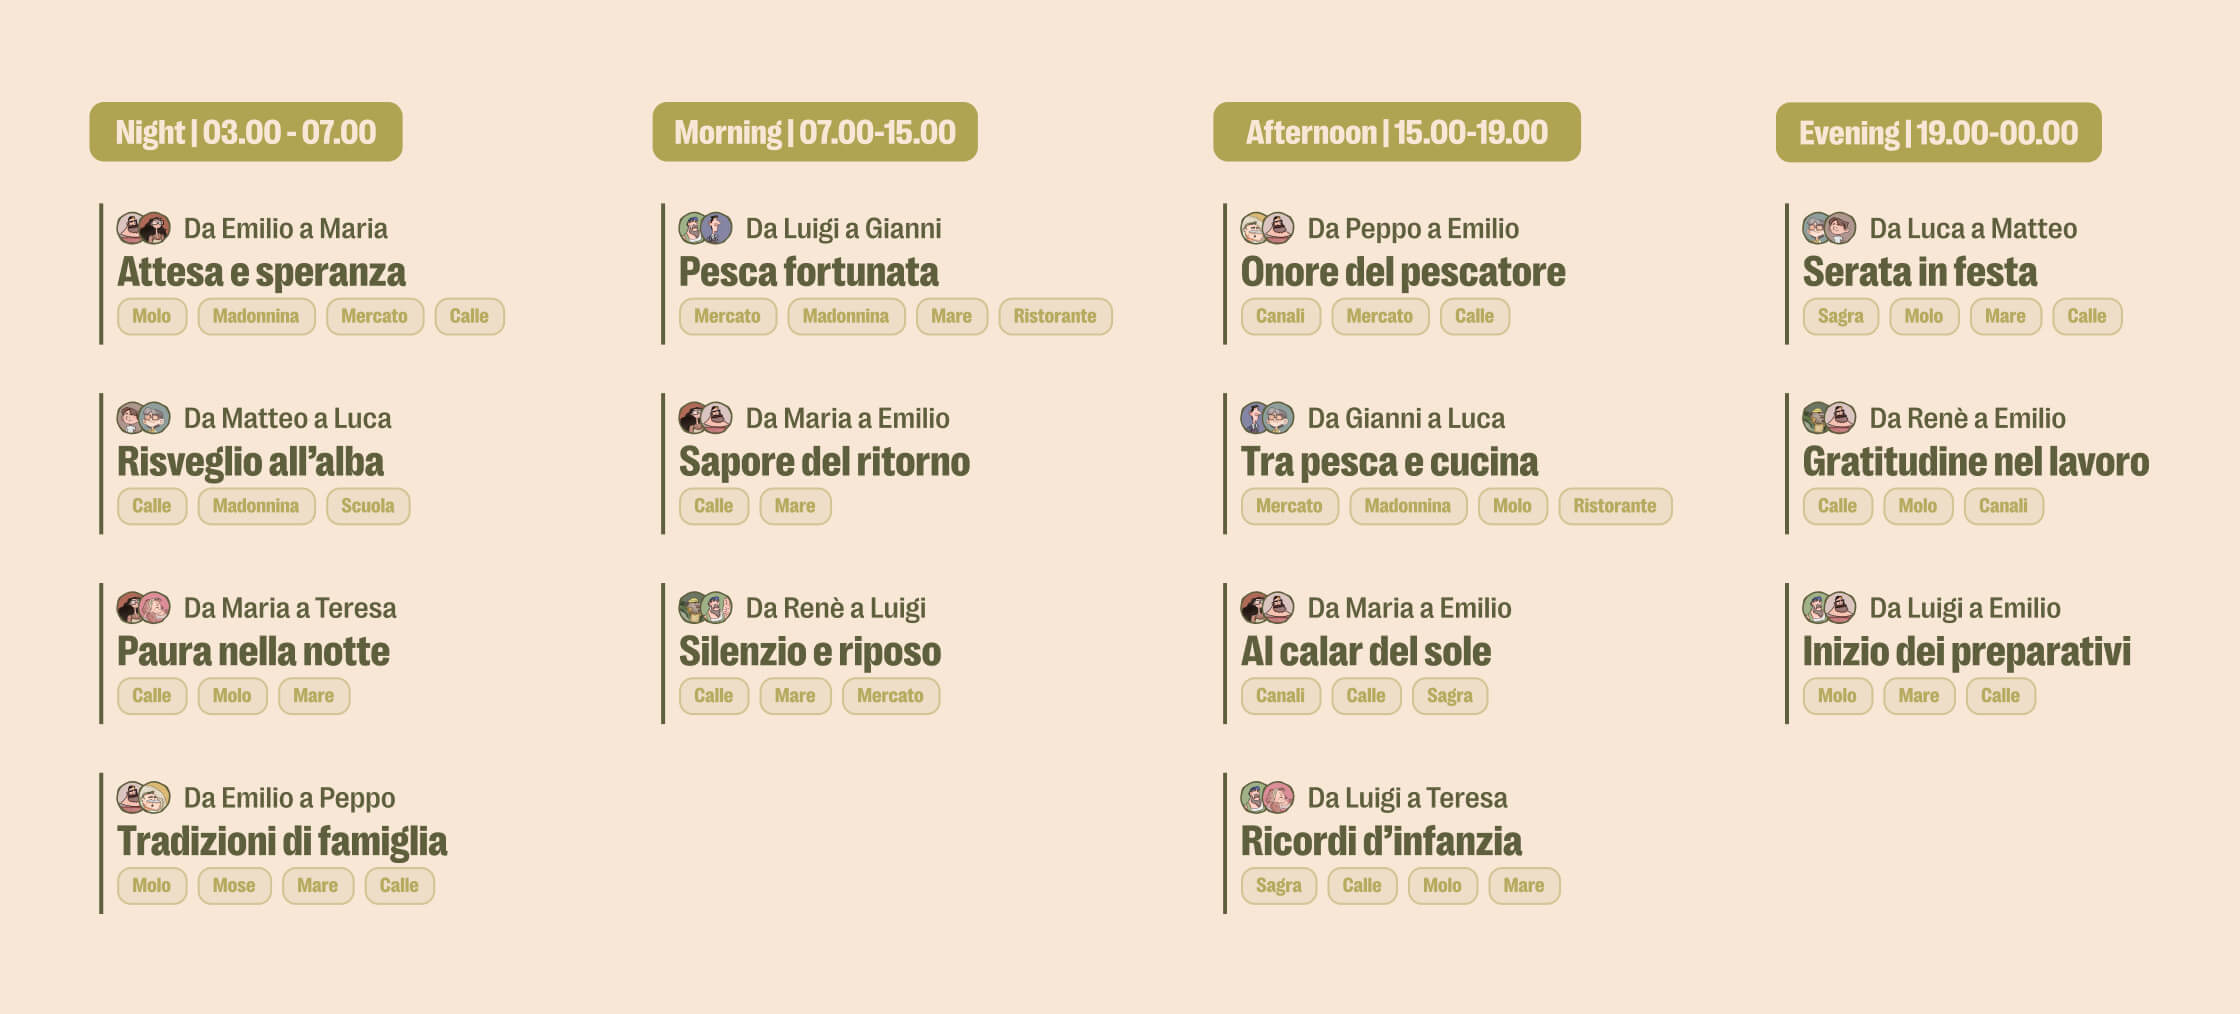 Night | 03.00 - 07.00
Da Emilio a Maria
Attesa e speranza
Molo Madonnina Mercato Calle
Da Matteo a Luca
Risveglio all’alba
Calle Madonnina Scuola
Da Maria a Teresa
Paura nella notte
Calle Molo Mare
Da Emilio a Peppo
Tradizioni di famiglia
Molo Mose Mare Calle
Morning | 07.00-15.00
Da Luigi a Gianni
Pesca fortunata
Mercato Madonnina Mare Ristorante
Da Maria a Emilio
Sapore del ritorno
Calle Mare
Da Renè a Luigi
Silenzio e riposo
Calle Mare Mercato
Afternoon | 15.00-19.00
Da Peppo a Emilio
Onore del pescatore
Canali Mercato Calle
Da Gianni a Luca
Tra pesca e cucina
Mercato Madonnina Molo Ristorante
Da Maria a Emilio
Al calar del sole
Canali Calle Sagra
Da Luigi a Teresa
Ricordi d’infanzia
Sagra Calle Molo Mare
Evening | 19.00-00.00
Da Luca a Matteo
Serata in festa
Sagra Molo Mare Calle
Da Renè a Emilio
Gratitudine nel lavoro
Calle Molo Canali
Da Luigi a Emilio
Inizio dei preparativi
Molo Mare Calle